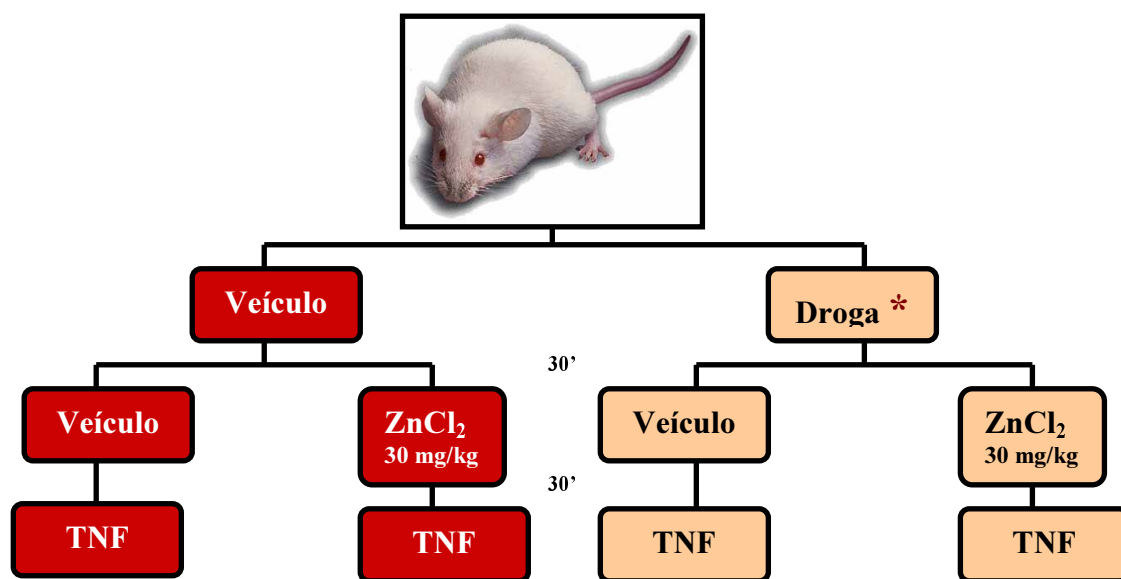 Veículo
Droga *
30’
Veículo
ZnCl₂
30 mg/kg
Veículo
ZnCl₂
30 mg/kg
30’
TNF
TNF
TNF
TNF